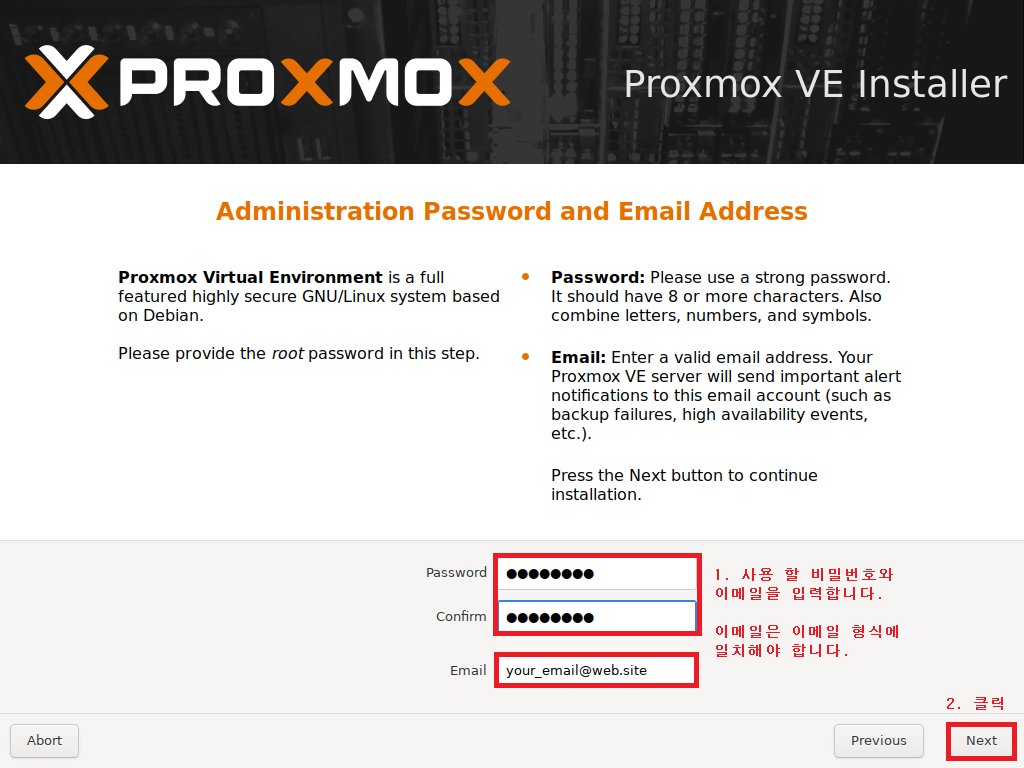 PROXMOX
Proxmox VE Installer
Administration Password and Email Address
Proxmox Virtual Environment is a full
featured highly secure GNU/Linux system based
on Debian.
Please provide the root password in this step.
• Password: Please use a strong password.
It should have 8 or more characters. Also
combine letters, numbers, and symbols.
• Email: Enter a valid email address. Your
Proxmox VE server will send important alert
notifications to this email account (such as
backup failures, high availability events,
etc.).
Press the Next button to continue
installation.
Password ●●●●●●●●
Confirm ●●●●●●●●
Email your_email@web.site
1. 사용 할 비밀번호와
이메일을 입력합니다.
이메일은 이메일 형식에
일치해야 합니다.
2. 클릭
Abort
Previous
Next